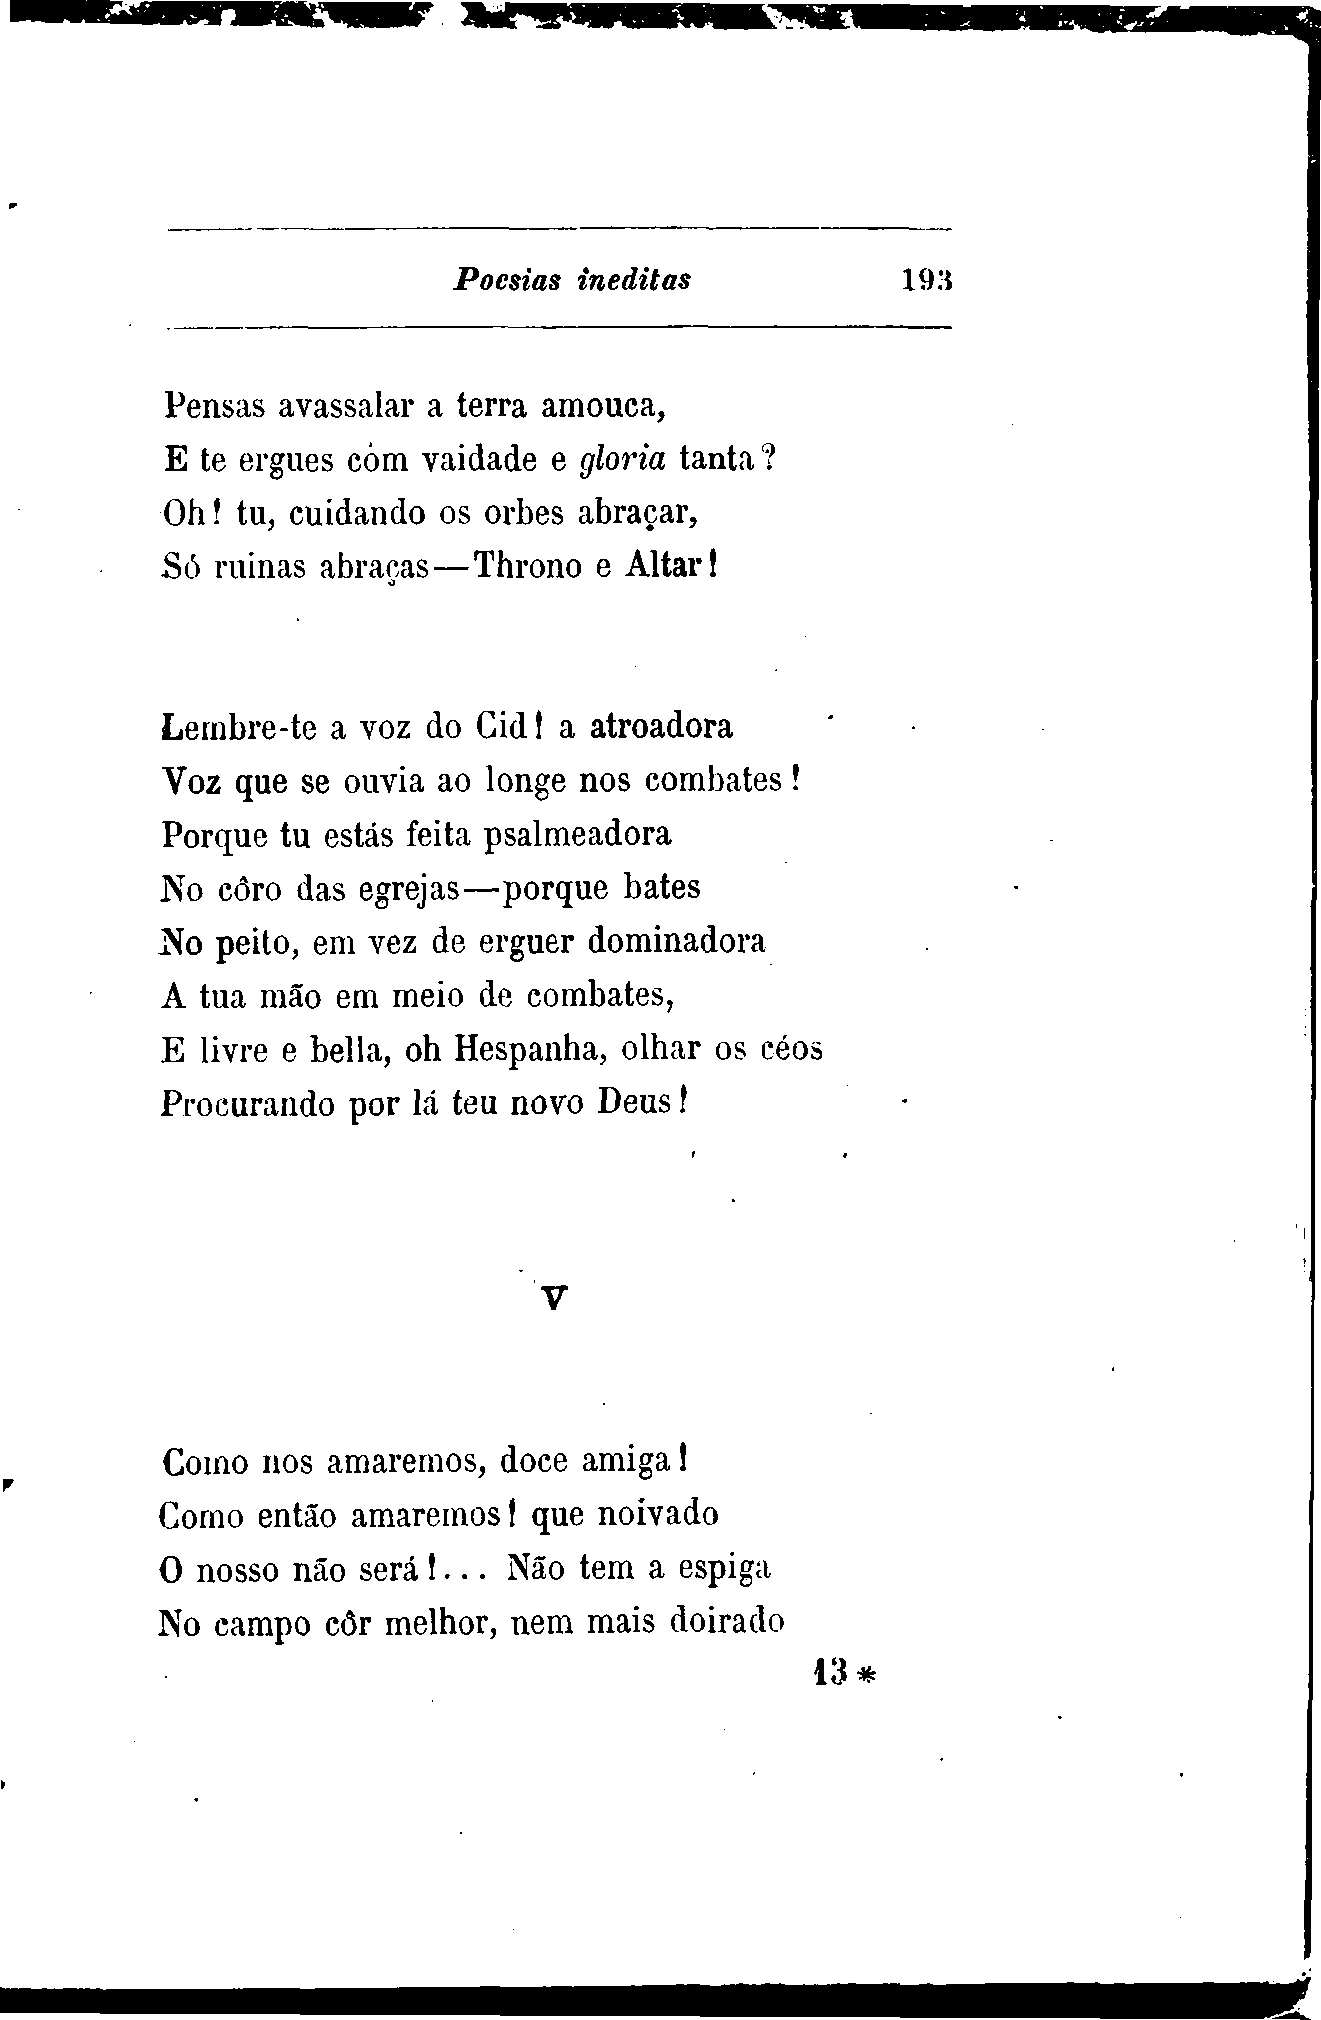 Poesias ineditas 193
Pensas avassalar a terra amouca,
E te ergues com vaidade e gloria tanta?
Oh! tu, cuidando os orbes abraçar,
Só ruinas abraças—Throno e Altar!
Lembre-te a voz do Cid! a atroadora
Voz que se ouvia ao longe nos combates!
Porque tu estás feita psalmeadora
No côro das egrejas—porque bates
No peito, em vez de erguer dominadora
A tua mão em meio de combates,
E livre e bella, oh Hespanha, olhar os céos
Procurando por lá teu novo Deus!
V
Como nos amaremos, doce amiga!
Como então amaremos! que noivado
O nosso não será!... Não tem a espiga
No campo côr melhor, nem mais doirado
13*